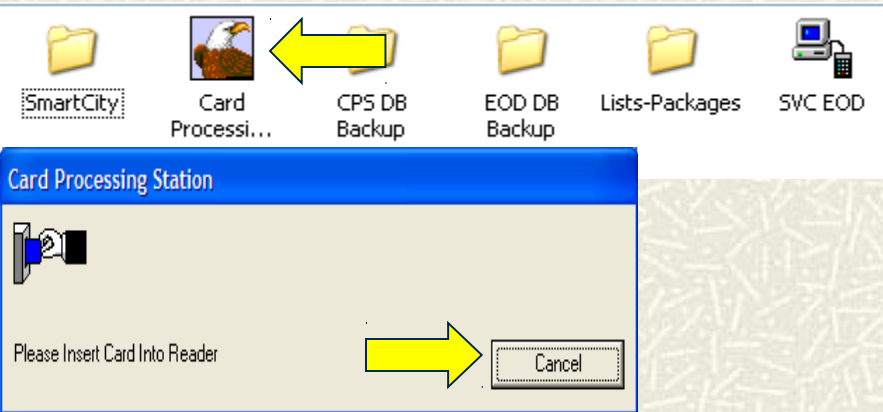 SmartCity
Card
Processi...
CPS DB
Backup
EOD DB
Backup
Lists-Packages
SVC EOD
Card Processing Station
Please Insert Card Into Reader
Cancel